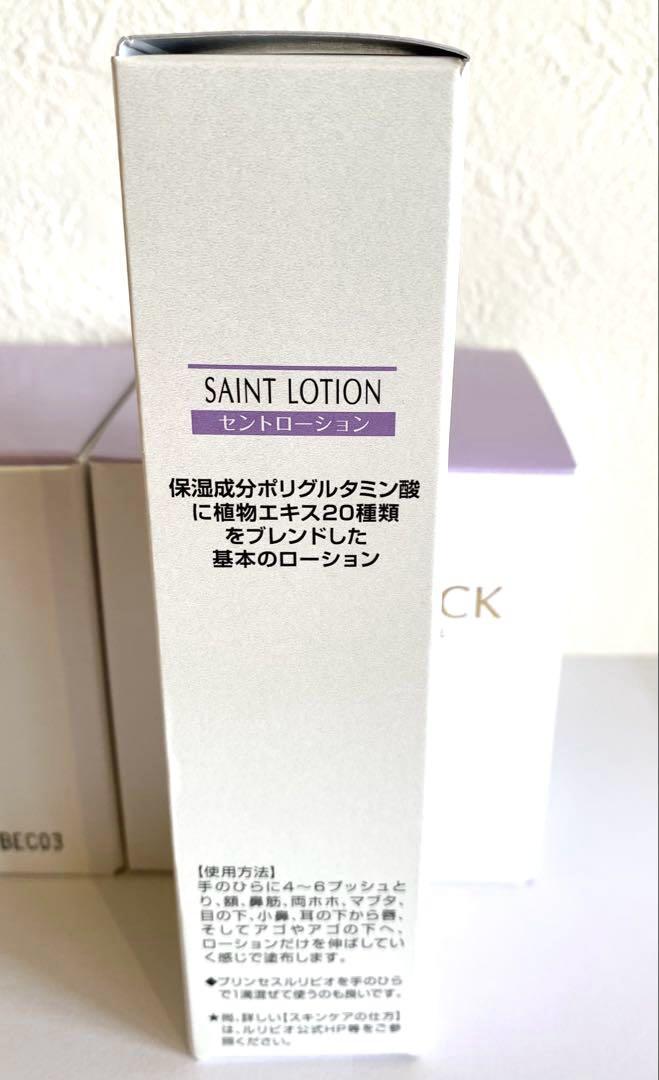 SAINT LOTION
セントローション
保湿成分ポリグルタミン酸
に植物エキス20種類
をブレンドした
基本のローション
CK
BEC03
【使用方法】
手のひらに4～6プッシュと
り、額、鼻筋、両ホホ、マブタ、
目の下、小鼻、耳の下から唇、
そしてアゴやアゴの下へ、
ローションだけを伸ばしてい
く感じで塗布します。
◆プリンセスルリビオを手のひら
で1滴混ぜて使うのも良いです。
★尚、詳しい【スキンケアの仕方】
は、ルリビオ公式HP等をご参
照ください。